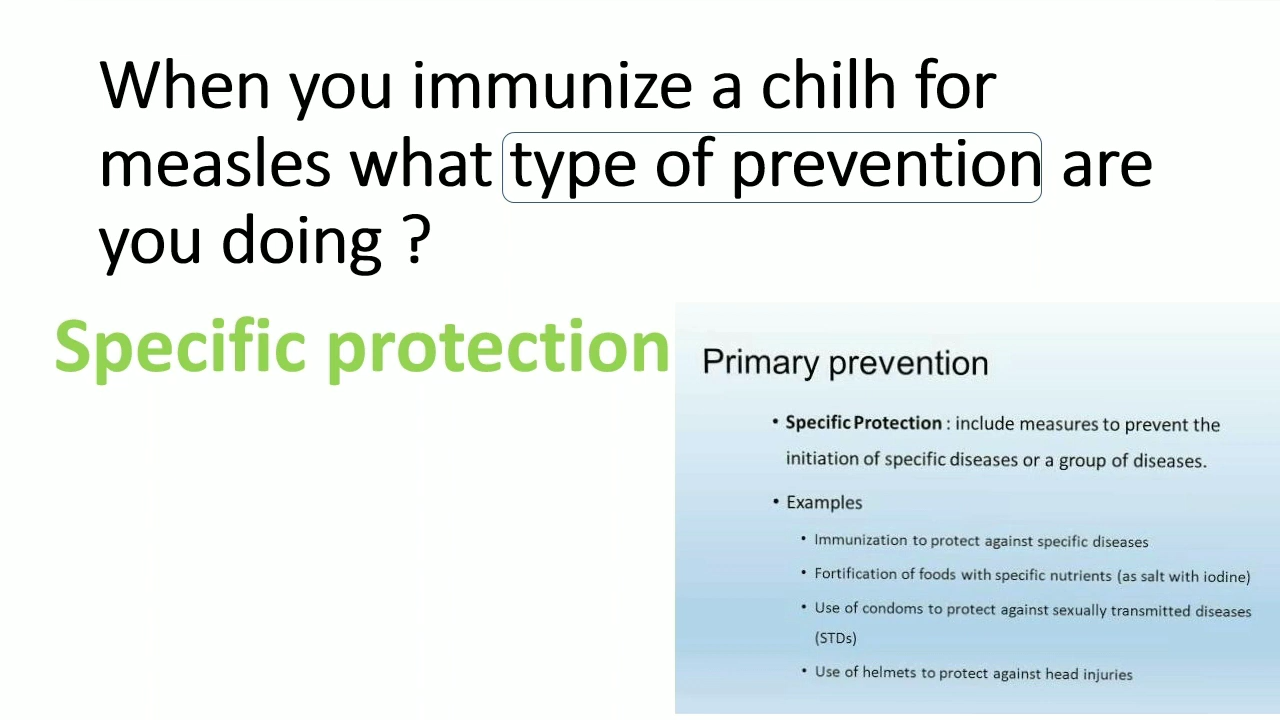 When you immunize a chilh for
measles what type of prevention are
you doing ?
Specific protection
Primary prevention
• Specific Protection : include measures to prevent the
initiation of specific diseases or a group of diseases.
• Examples
• Immunization to protect against specific diseases
• Fortification of foods with specific nutrients (as salt with iodine)
• Use of condoms to protect against sexually transmitted diseases
(STDs)
• Use of helmets to protect against head injuries